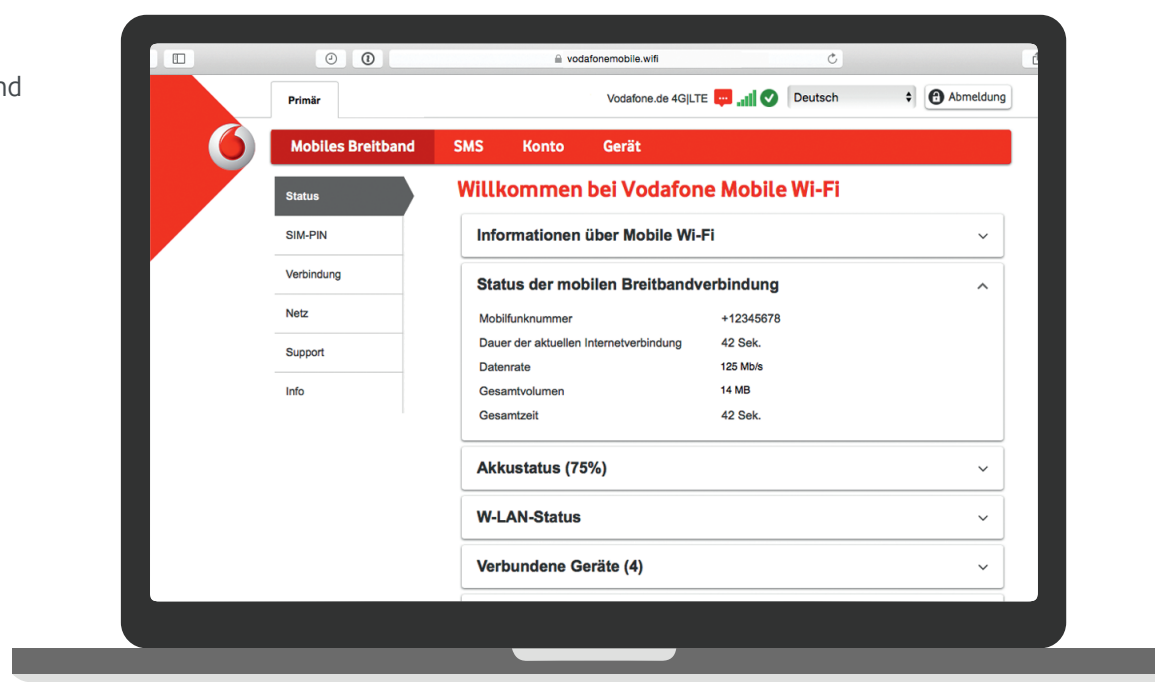 vodafonemobile.wifi
Primär
Vodafone.de 4G|LTE
Deutsch
Abmeldung
Mobiles Breitband SMS Konto Gerät
Status
SIM-PIN
Verbindung
Netz
Support
Info
Willkommen bei Vodafone Mobile Wi-Fi
Informationen über Mobile Wi-Fi
Status der mobilen Breitbandverbindung
Mobilfunknummer +12345678
Dauer der aktuellen Internetverbindung 42 Sek.
Datenrate 125 Mb/s
Gesamtvolumen 14 MB
Gesamtzeit 42 Sek.
Akkustatus (75%)
W-LAN-Status
Verbundene Geräte (4)